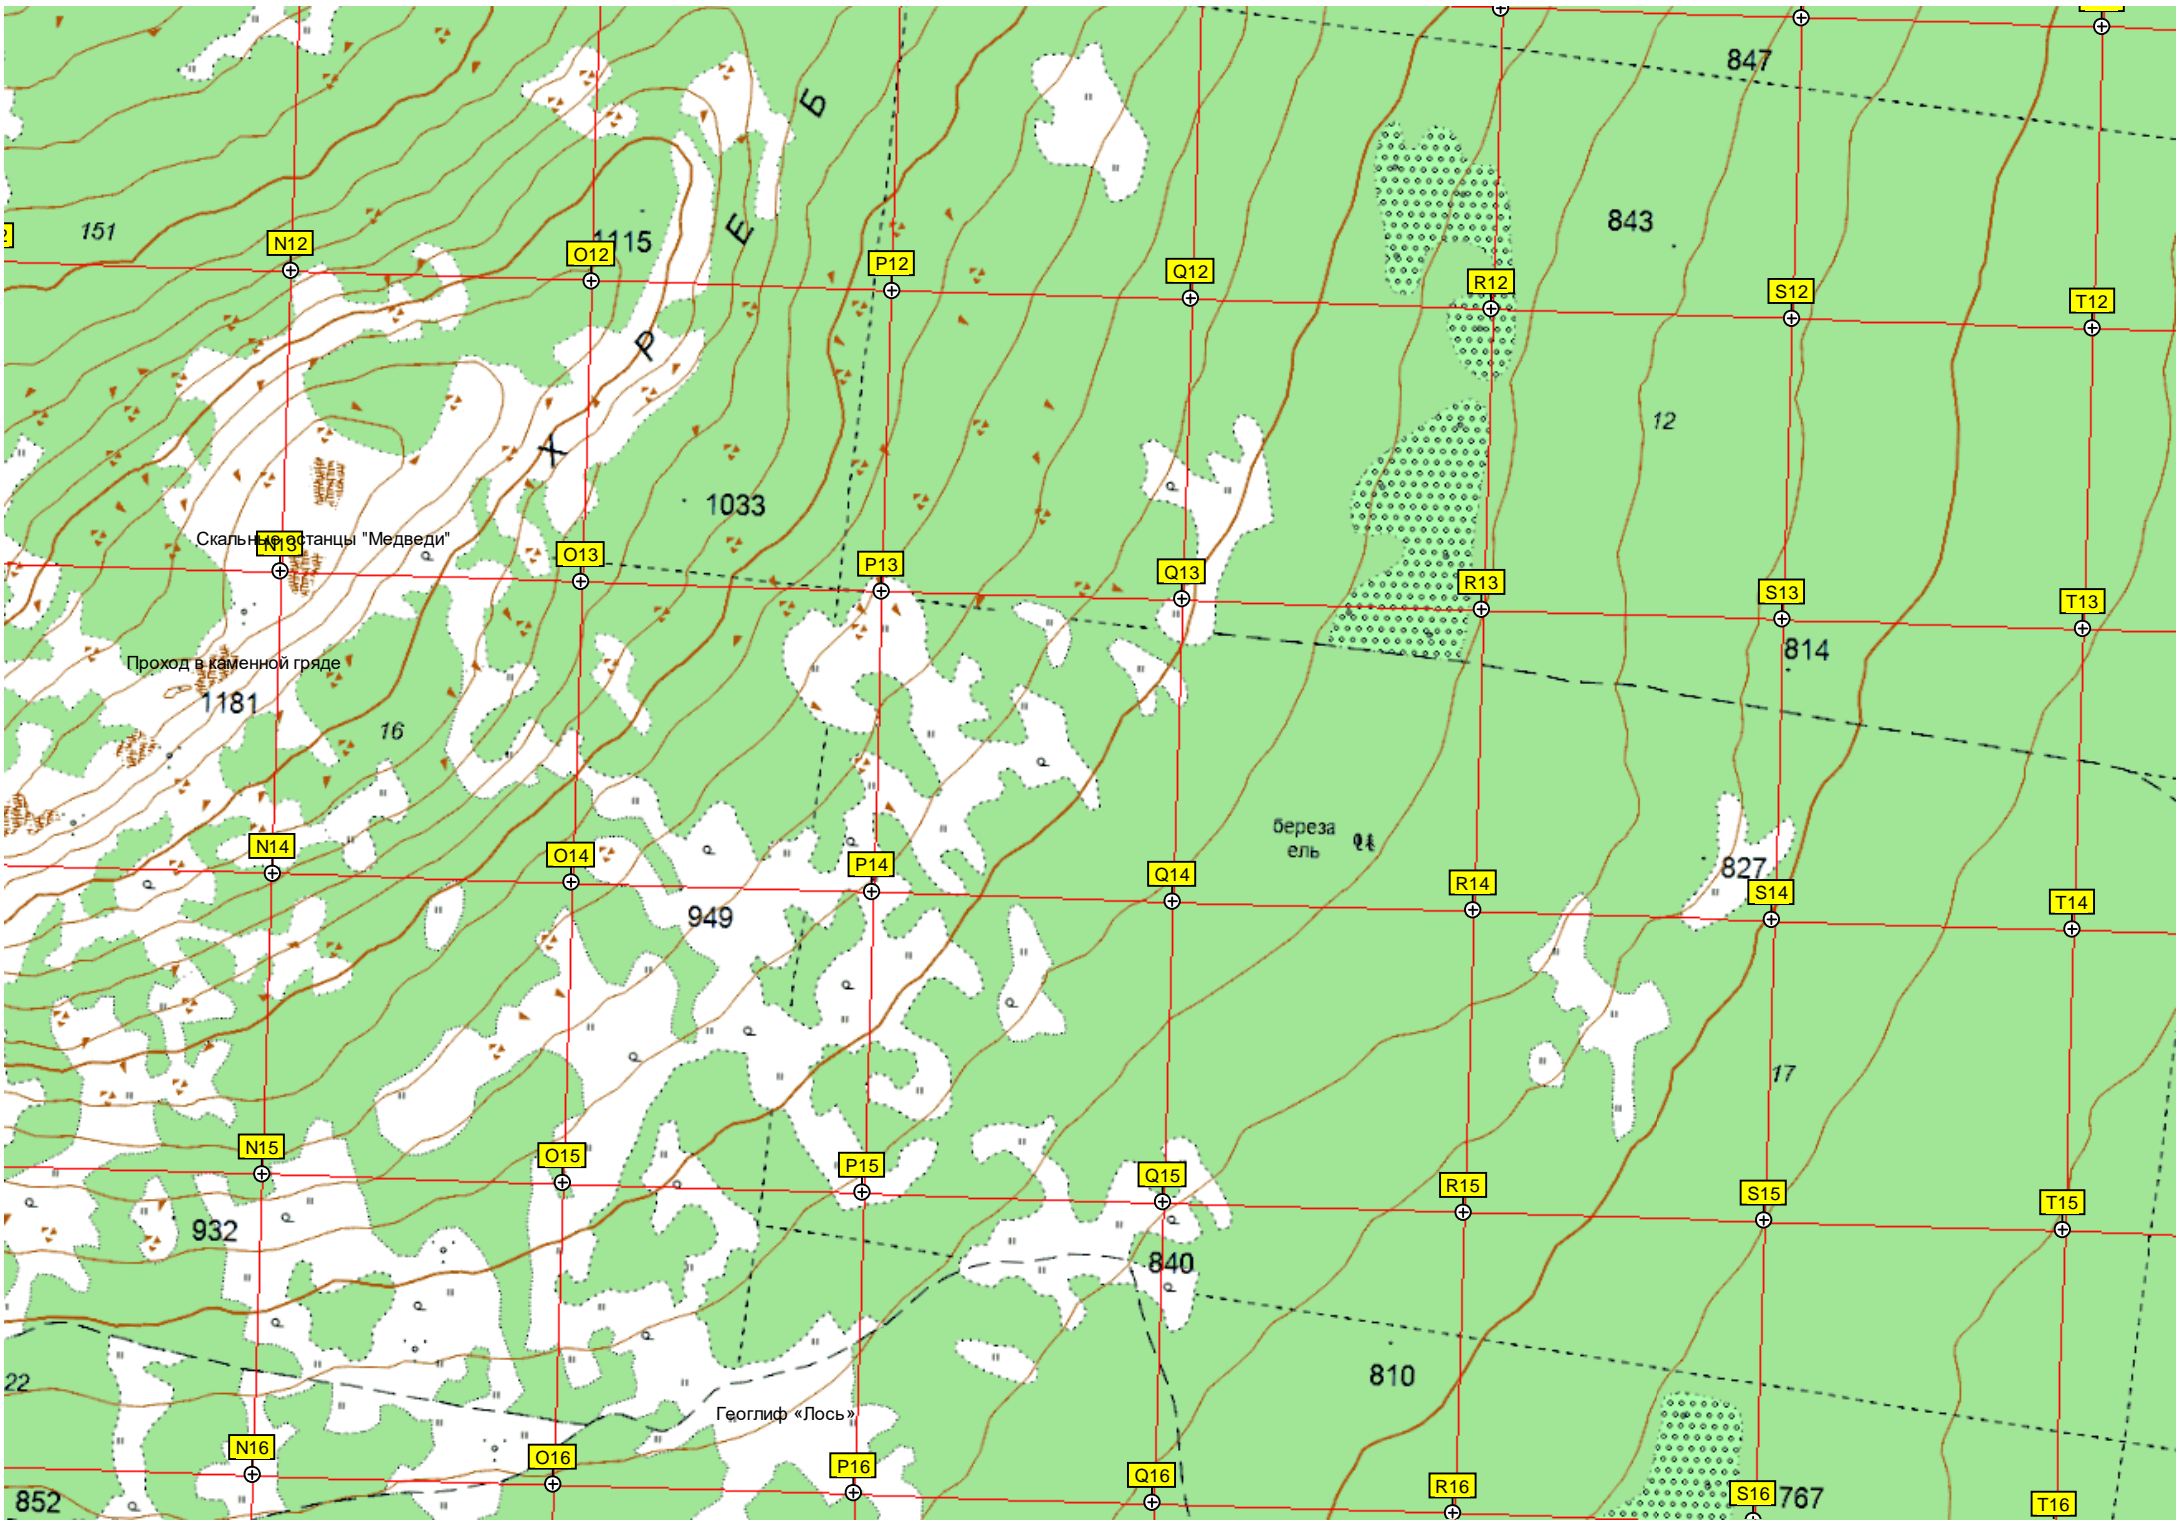 847
Б
151
1115
Е
843
N12
O12
P12
Q12
R12
S12
T12
Р
12
Х
1033
Скальные останцы "Медведи"
N13
O13
P13
Q13
R13
S13
T13
814
Проход в каменной гряде
1181
16
береза
ель
827
N14
O14
P14
Q14
R14
S14
T14
949
17
N15
O15
P15
Q15
R15
S15
T15
932
840
810
22
Геоглиф «Лось»
N16
O16
P16
Q16
R16
S16
T16
852
767